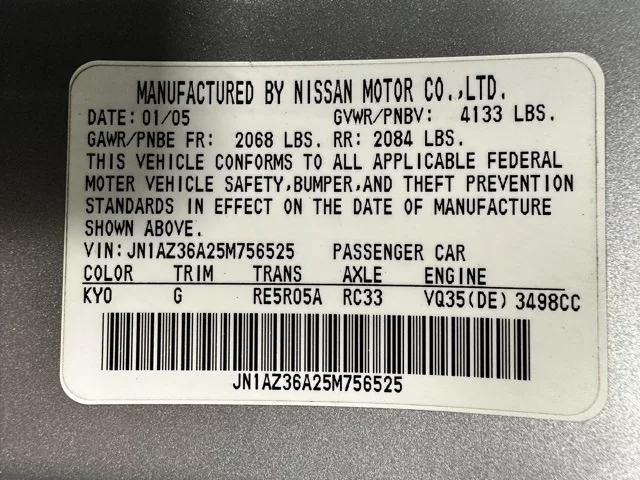 MANUFACTURED BY NISSAN MOTOR CO.,LTD.
DATE: 01/05 GVWR/PNBV: 4133 LBS.
GAWR/PNBE FR: 2068 LBS. RR: 2084 LBS.
THIS VEHICLE CONFORMS TO ALL APPLICABLE FEDERAL
MOTER VEHICLE SAFETY,BUMPER,AND THEFT PREVENTION
STANDARDS IN EFFECT ON THE DATE OF MANUFACTURE
SHOWN ABOVE.
VIN:JN1AZ36A25M756525 PASSENGER CAR
COLOR TRIM TRANS AXLE ENGINE
KYO G RE5R05A RC33 VQ35(DE) 3498CC
JN1AZ36A25M756525